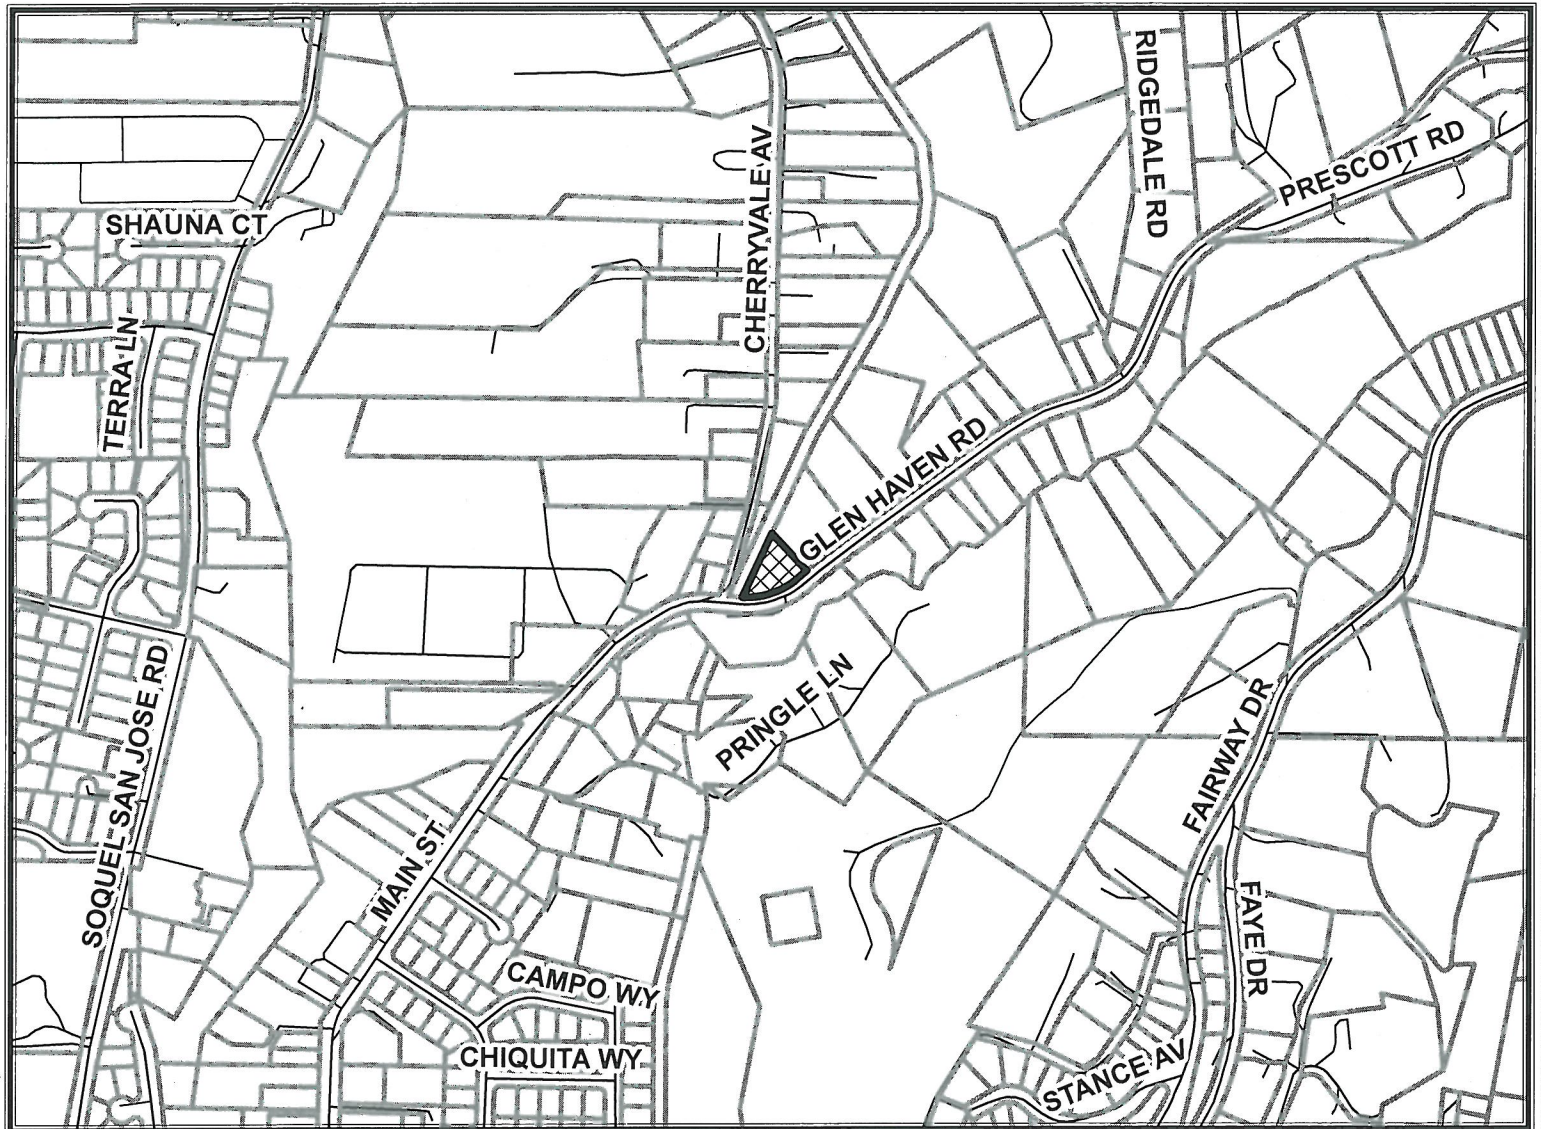 RIDGEDALE RD
PRESCOTT RD
CHERRYVALE AV
SHAUNA CT
TERRA LN
GLEN HAVEN RD
PRINGLE LN
SOQUEL SAN JOSE RD
FAIRWAY DR
MAIN ST
FAYE DR
CAMPO WY
CHIQUITA WY
STANCE AV